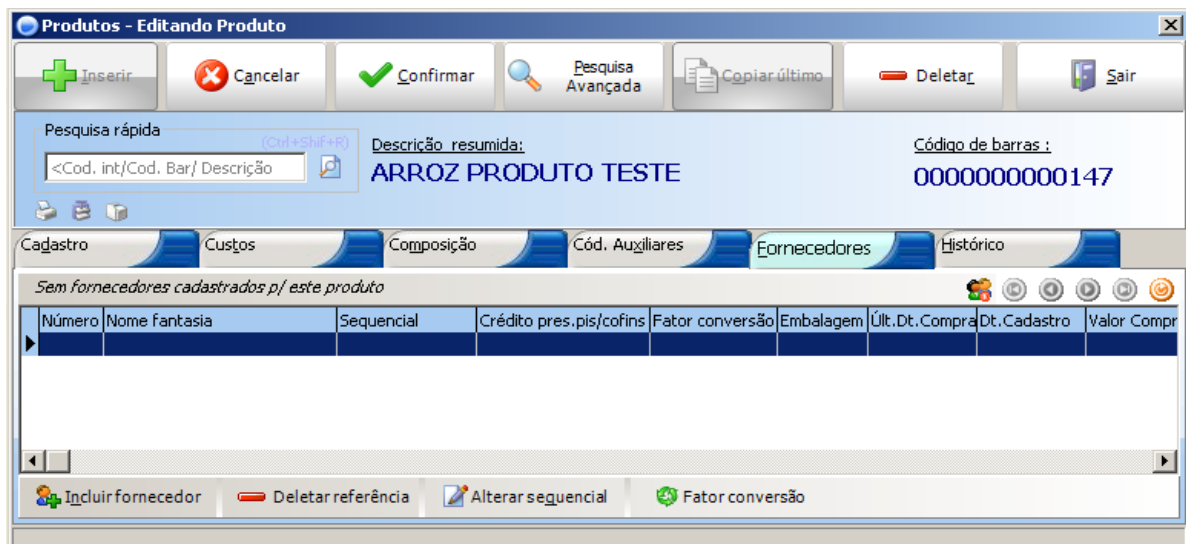 Produtos - Editando Produto
Inserir
Cancelar
Confirmar
Pesquisa
Avançada
Copiar último
Deletar
Sair
Pesquisa rápida
(Ctrl+Shif+R)
<Cod. int/Cod. Bar/ Descrição
Descrição resumida:
ARROZ PRODUTO TESTE
Código de barras :
0000000000147
Cadastro
Custos
Composição
Cód. Auxiliares
Fornecedores
Histórico
Sem fornecedores cadastrados p/ este produto
Número Nome fantasia Sequencial Crédito pres.pis/cofins Fator conversão Embalagem Últ.Dt.Compra Dt.Cadastro Valor Compr
Incluir fornecedor
Deletar referência
Alterar sequencial
Fator conversão